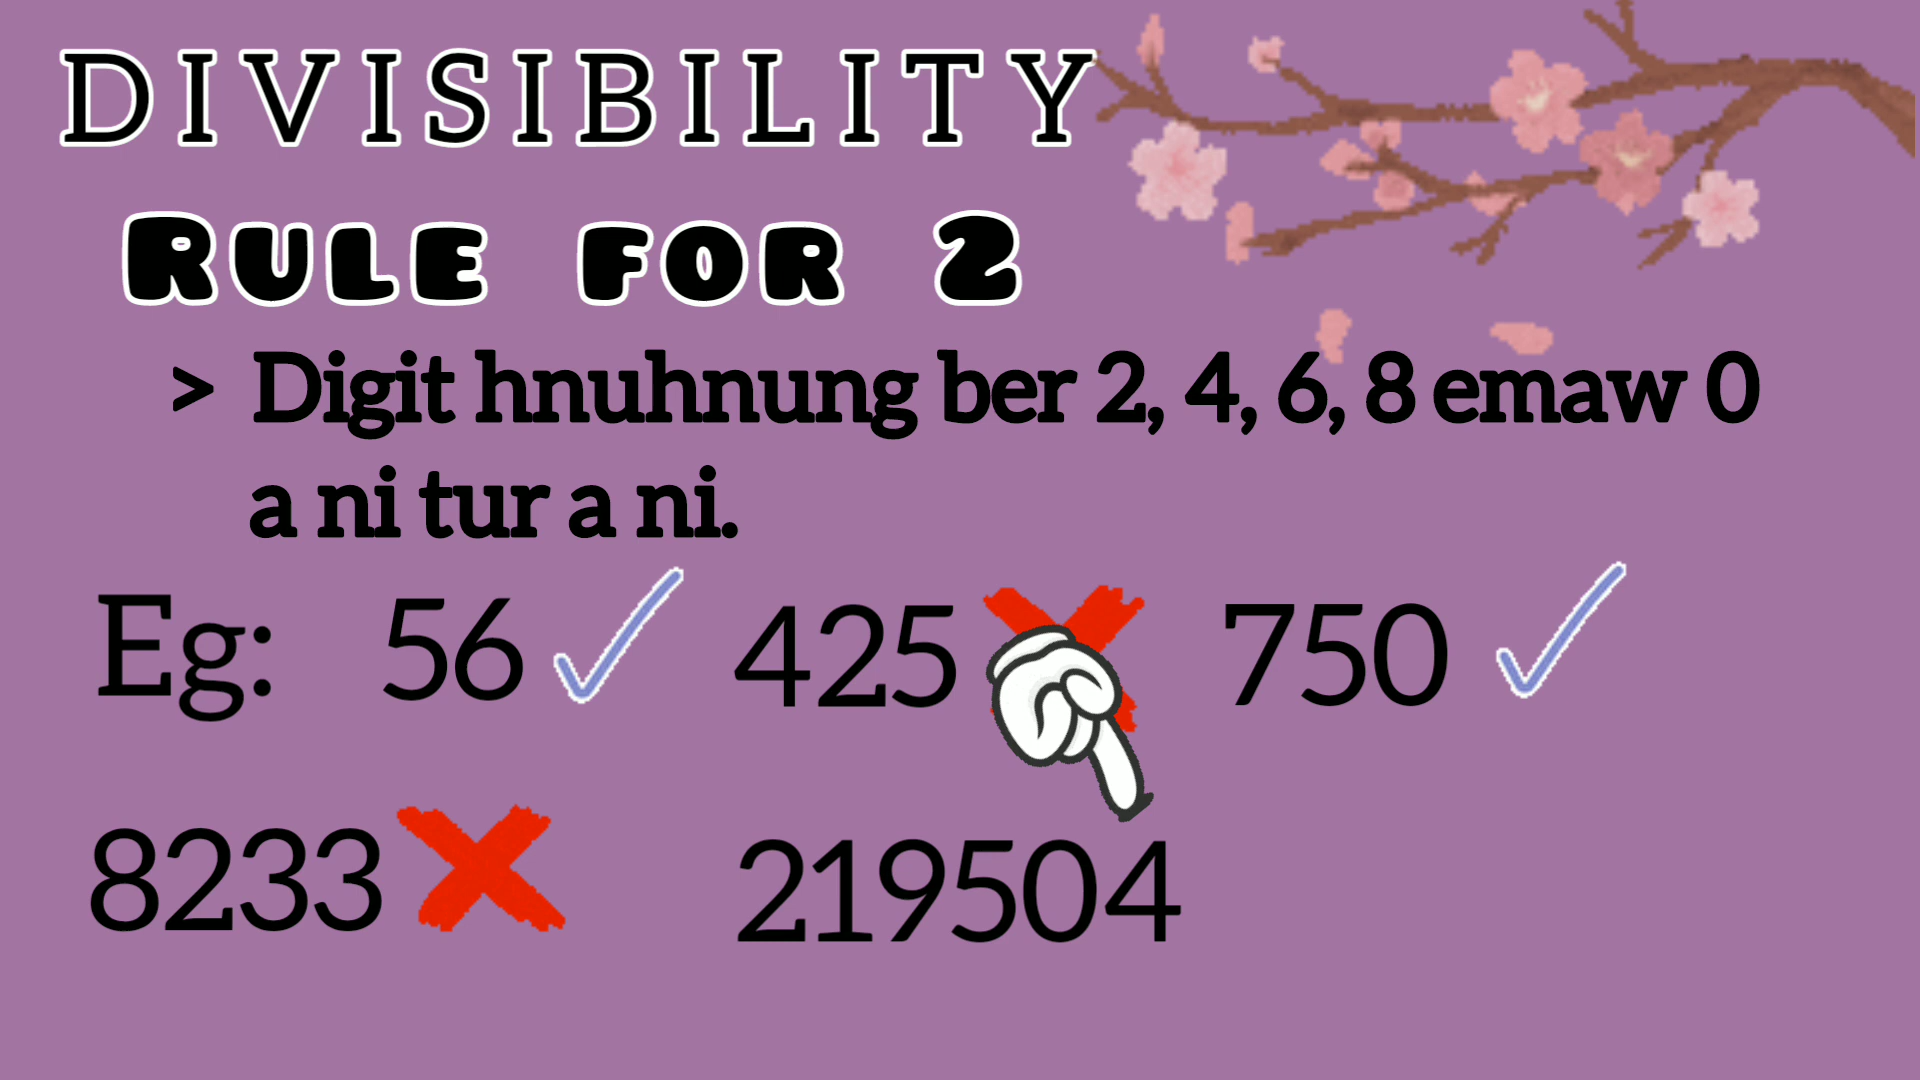 DIVISIBILITY
RULE FOR 2
> Digit hnuhnung ber 2, 4, 6, 8 emaw 0
a ni tur a ni.
Eg: 56 425 750
8233 219504